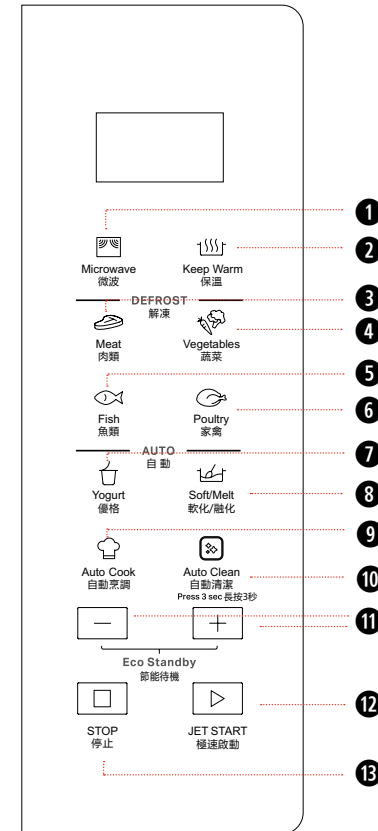 1
Microwave
微波
2
Keep Warm
保溫
DEFROST
解凍
3
Meat
肉類
4
Vegetables
蔬菜
5
Fish
魚類
6
Poultry
家禽
AUTO
自動
7
Yogurt
優格
8
Soft/Melt
軟化/融化
9
Auto Cook
自動烹調
10
Auto Clean
自動清潔
Press 3 sec 長按3秒
11
Eco Standby
節能待機
12
STOP
停止
JET START
極速啟動
13